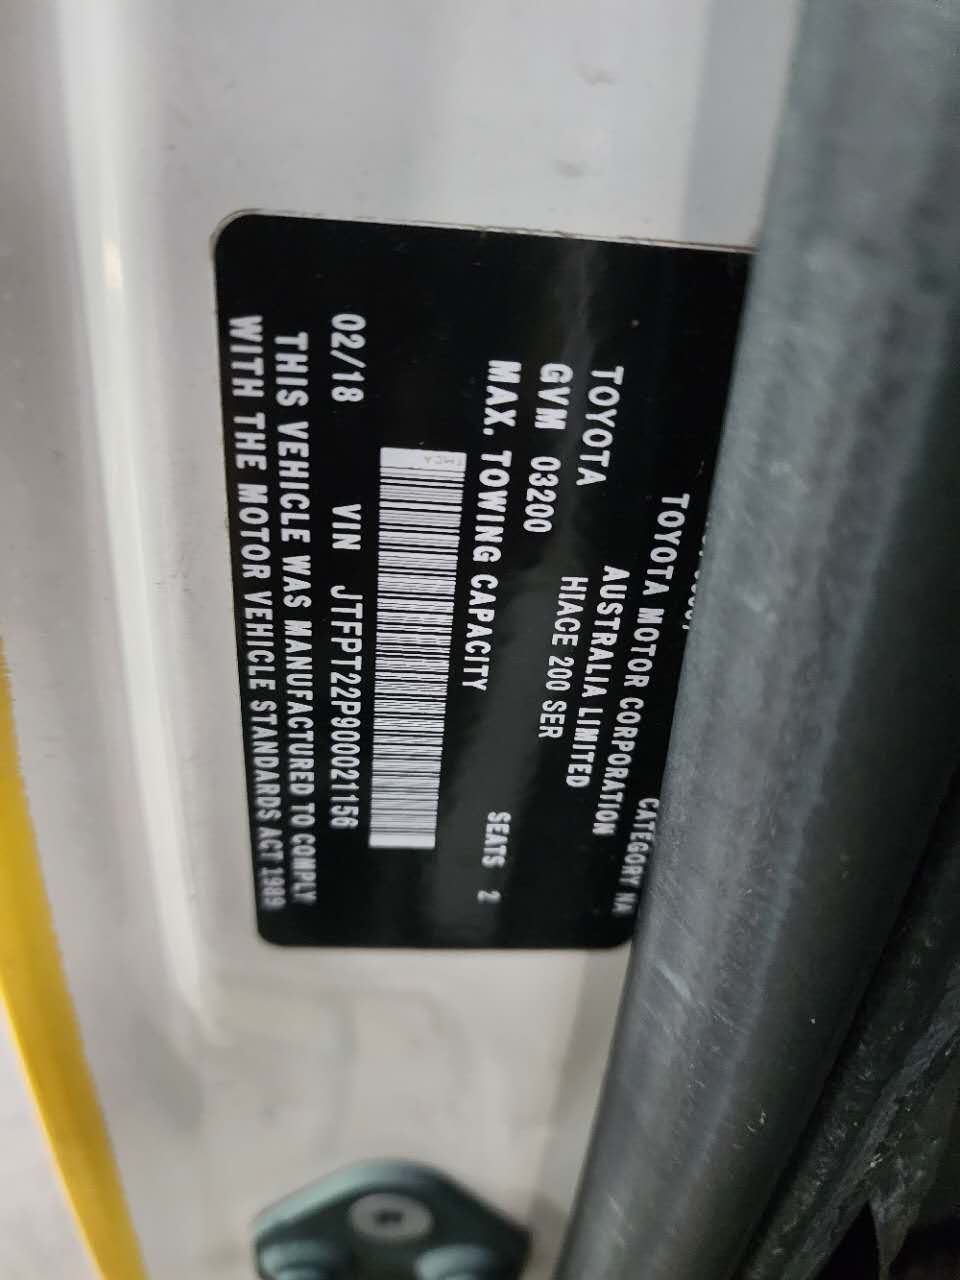 TOYOTA MOTOR CORPORATION CATEGORY NA
TOYOTA AUSTRALIA LIMITED
GVM 03200 HIACE 200 SER
MAX. TOWING CAPACITY SEATS 2
02/18 VIN JTFPT22P900021156
THIS VEHICLE WAS MANUFACTURED TO COMPLY
WITH THE MOTOR VEHICLE STANDARDS ACT 1989